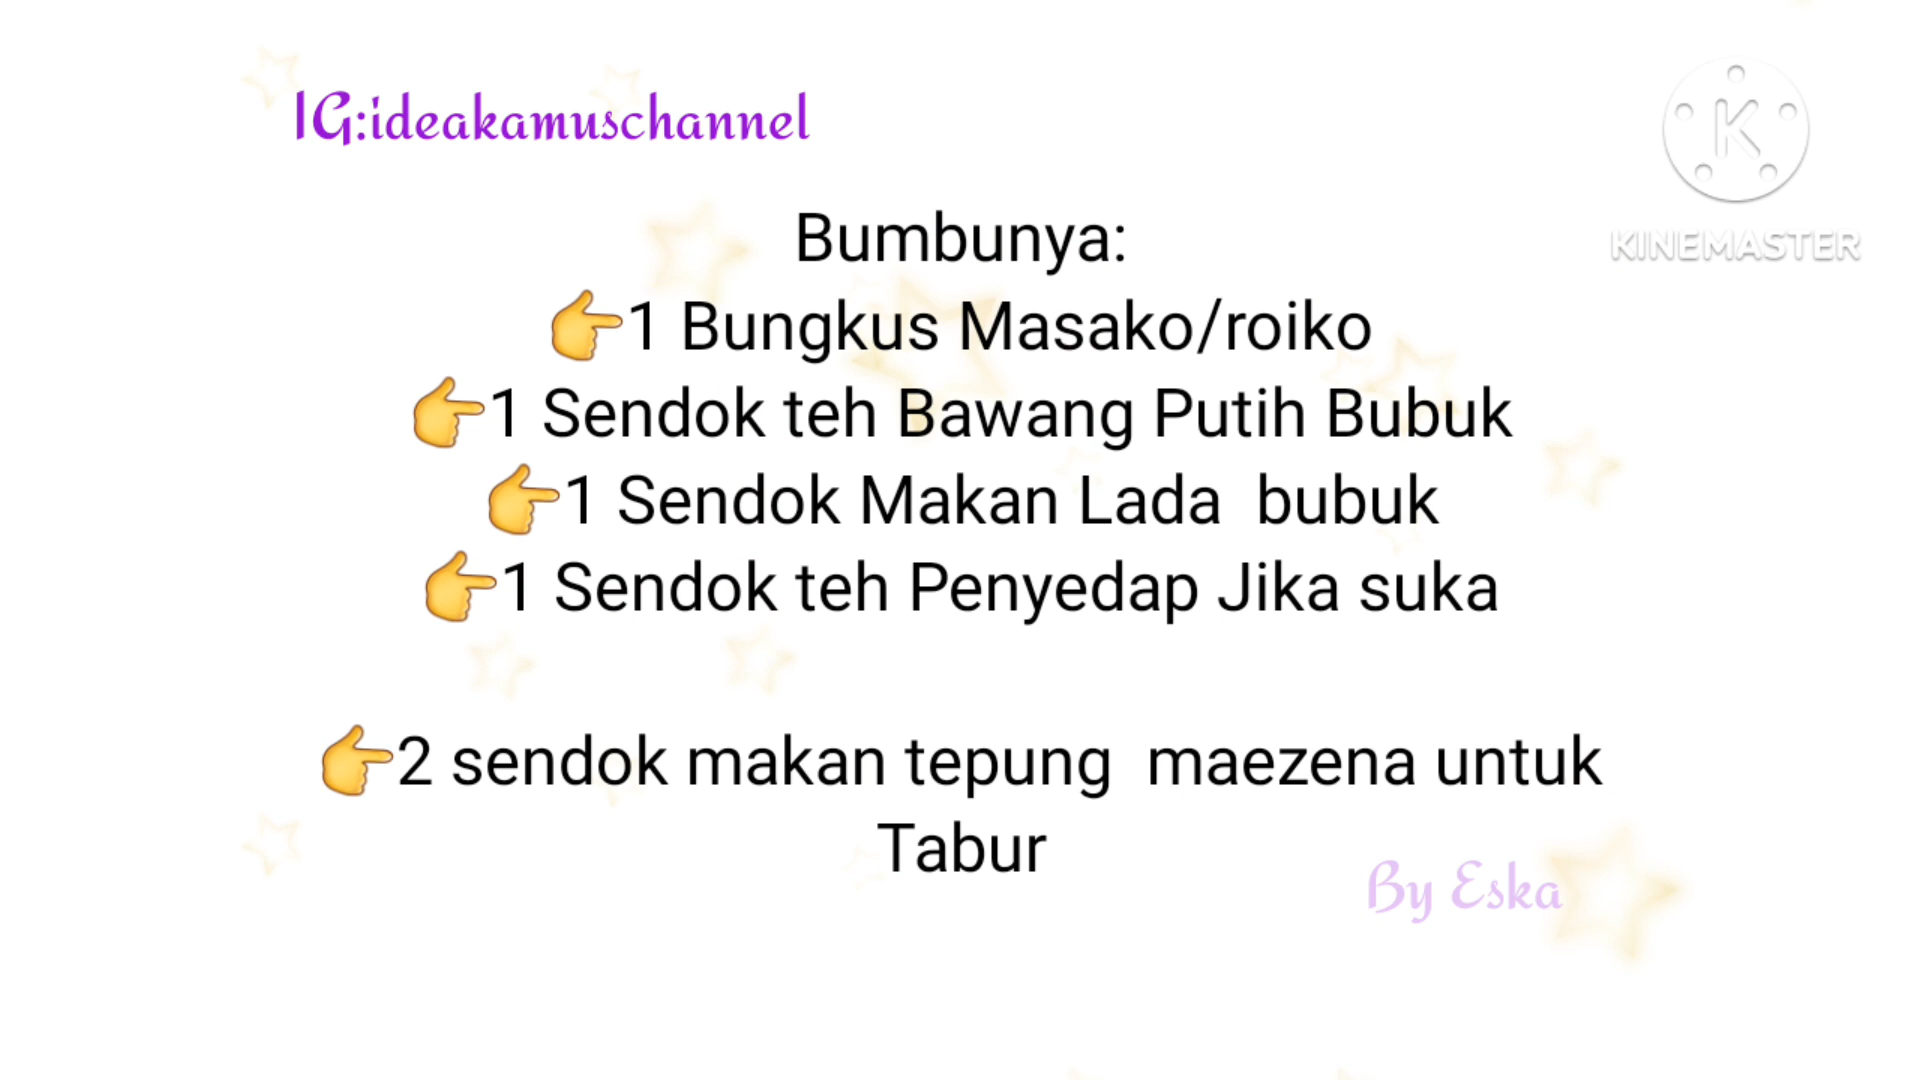 IG:ideakamuschannel
KINEMASTER
Bumbunya:
👉1 Bungkus Masako/roiko
👉1 Sendok teh Bawang Putih Bubuk
👉1 Sendok Makan Lada  bubuk
👉1 Sendok teh Penyedap Jika suka
👉2 sendok makan tepung  maezena untuk
Tabur
By Eska